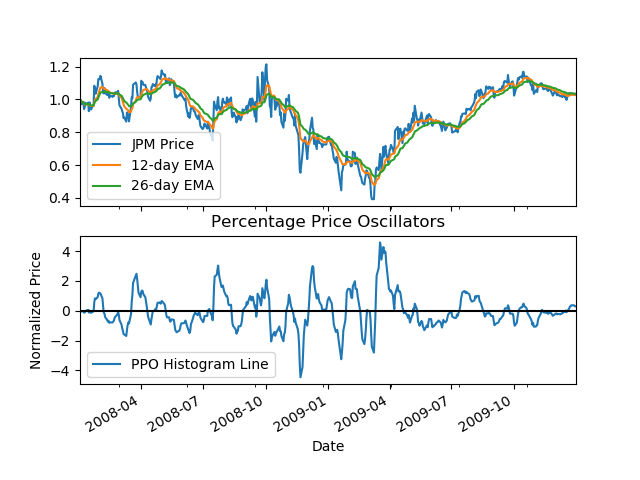 1.2
1.0
0.8
0.6
0.4
JPM Price
12-day EMA
26-day EMA
Percentage Price Oscillators
4
2
0
−2
−4
Normalized Price
PPO Histogram Line
2008-04
2008-07
2008-10
2009-01
2009-04
2009-07
2009-10
Date